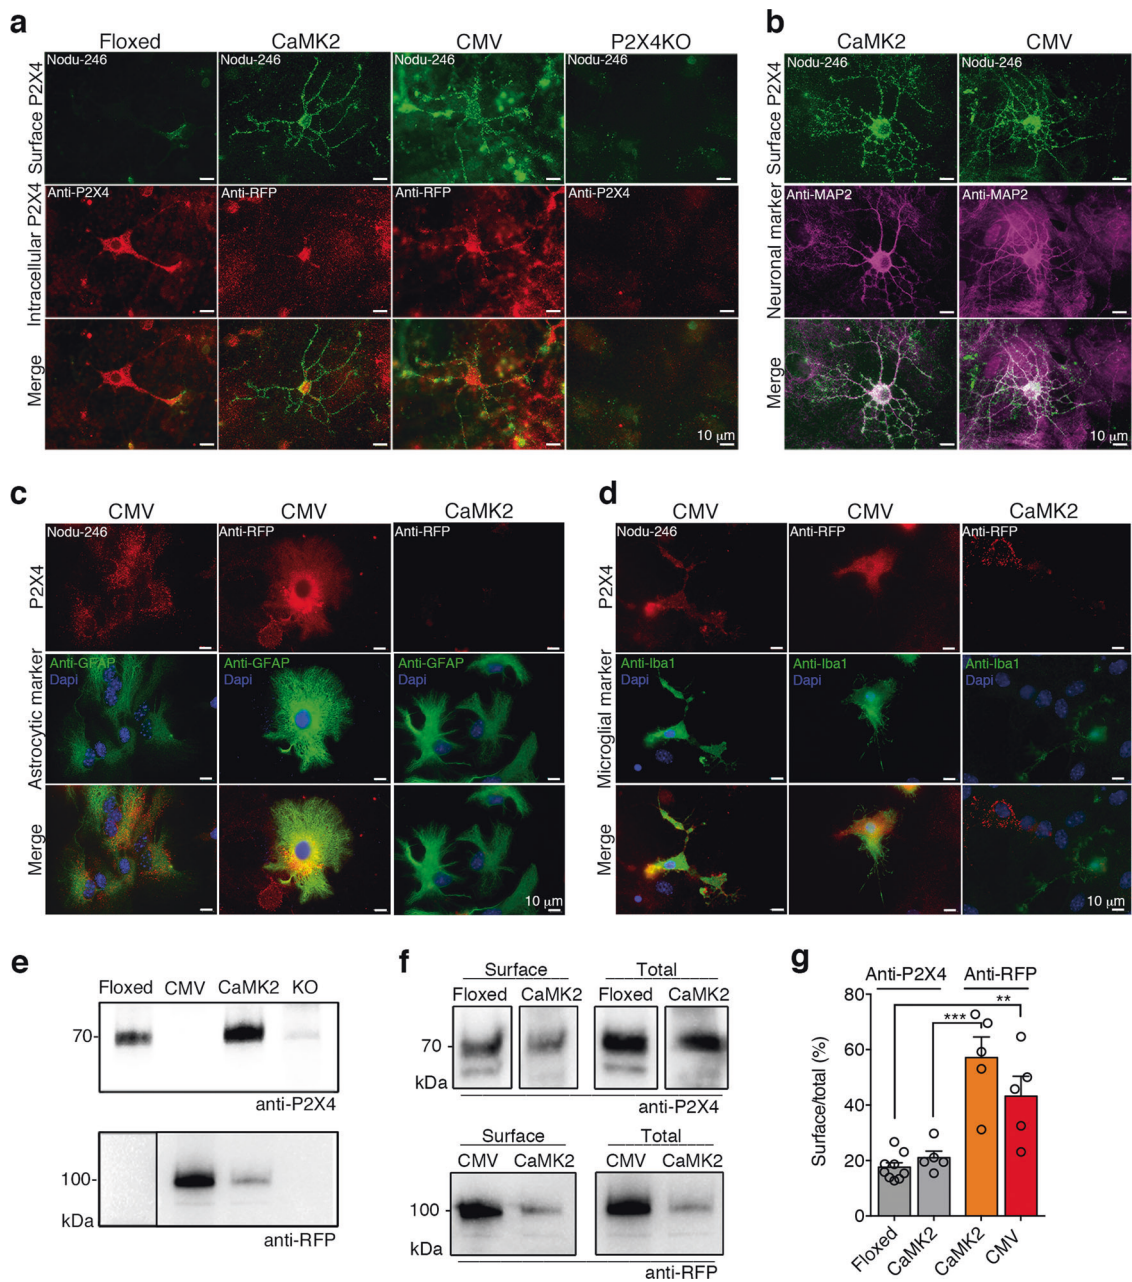 a
Floxed CaMK2 CMV P2X4KO
Surface P2X4
Nodu-246 Nodu-246 Nodu-246 Nodu-246
Intracellular P2X4
Anti-P2X4 Anti-RFP Anti-RFP Anti-P2X4
Merge
10 μm
b
CaMK2 CMV
Surface P2X4
Nodu-246 Nodu-246
Neuronal marker
Anti-MAP2 Anti-MAP2
Merge
10 μm
c
CMV CMV CaMK2
P2X4
Nodu-246 Anti-RFP Anti-RFP
Astrocytic marker
Anti-GFAP Anti-GFAP Anti-GFAP
Dapi Dapi Dapi
Merge
10 μm
d
CMV CMV CaMK2
P2X4
Nodu-246 Anti-RFP Anti-RFP
Microglial marker
Anti-Iba1 Anti-Iba1 Anti-Iba1
Dapi Dapi Dapi
Merge
10 μm
e
Floxed CMV CaMK2 KO
70-
anti-P2X4
100-
kDa
anti-RFP
f
Surface Total
Floxed CaMK2 Floxed CaMK2
70 -
kDa
anti-P2X4
Surface Total
CMV CaMK2 CMV CaMK2
100 -
kDa
anti-RFP
g
Anti-P2X4 Anti-RFP
Surface/total (%)
80
60
40
20
0
**
***
Floxed CaMK2 CaMK2 CMV